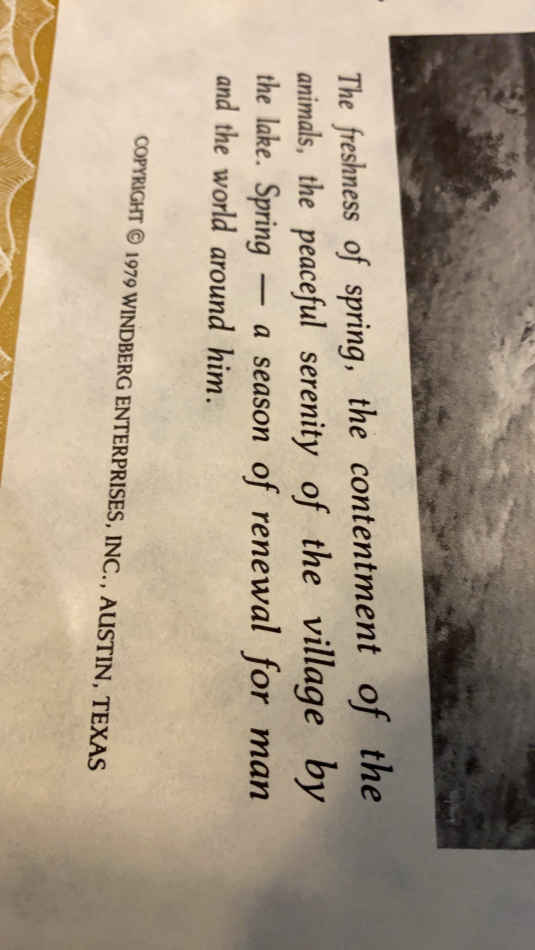 The freshness of spring, the contentment of the
animals, the peaceful serenity of the village by
the lake. Spring — a season of renewal for man
and the world around him.
COPYRIGHT © 1979 WINDBERG ENTERPRISES, INC., AUSTIN, TEXAS